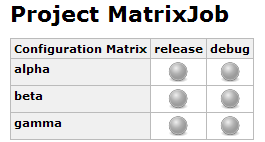 Project MatrixJob
Configuration Matrix release debug
alpha
beta
gamma